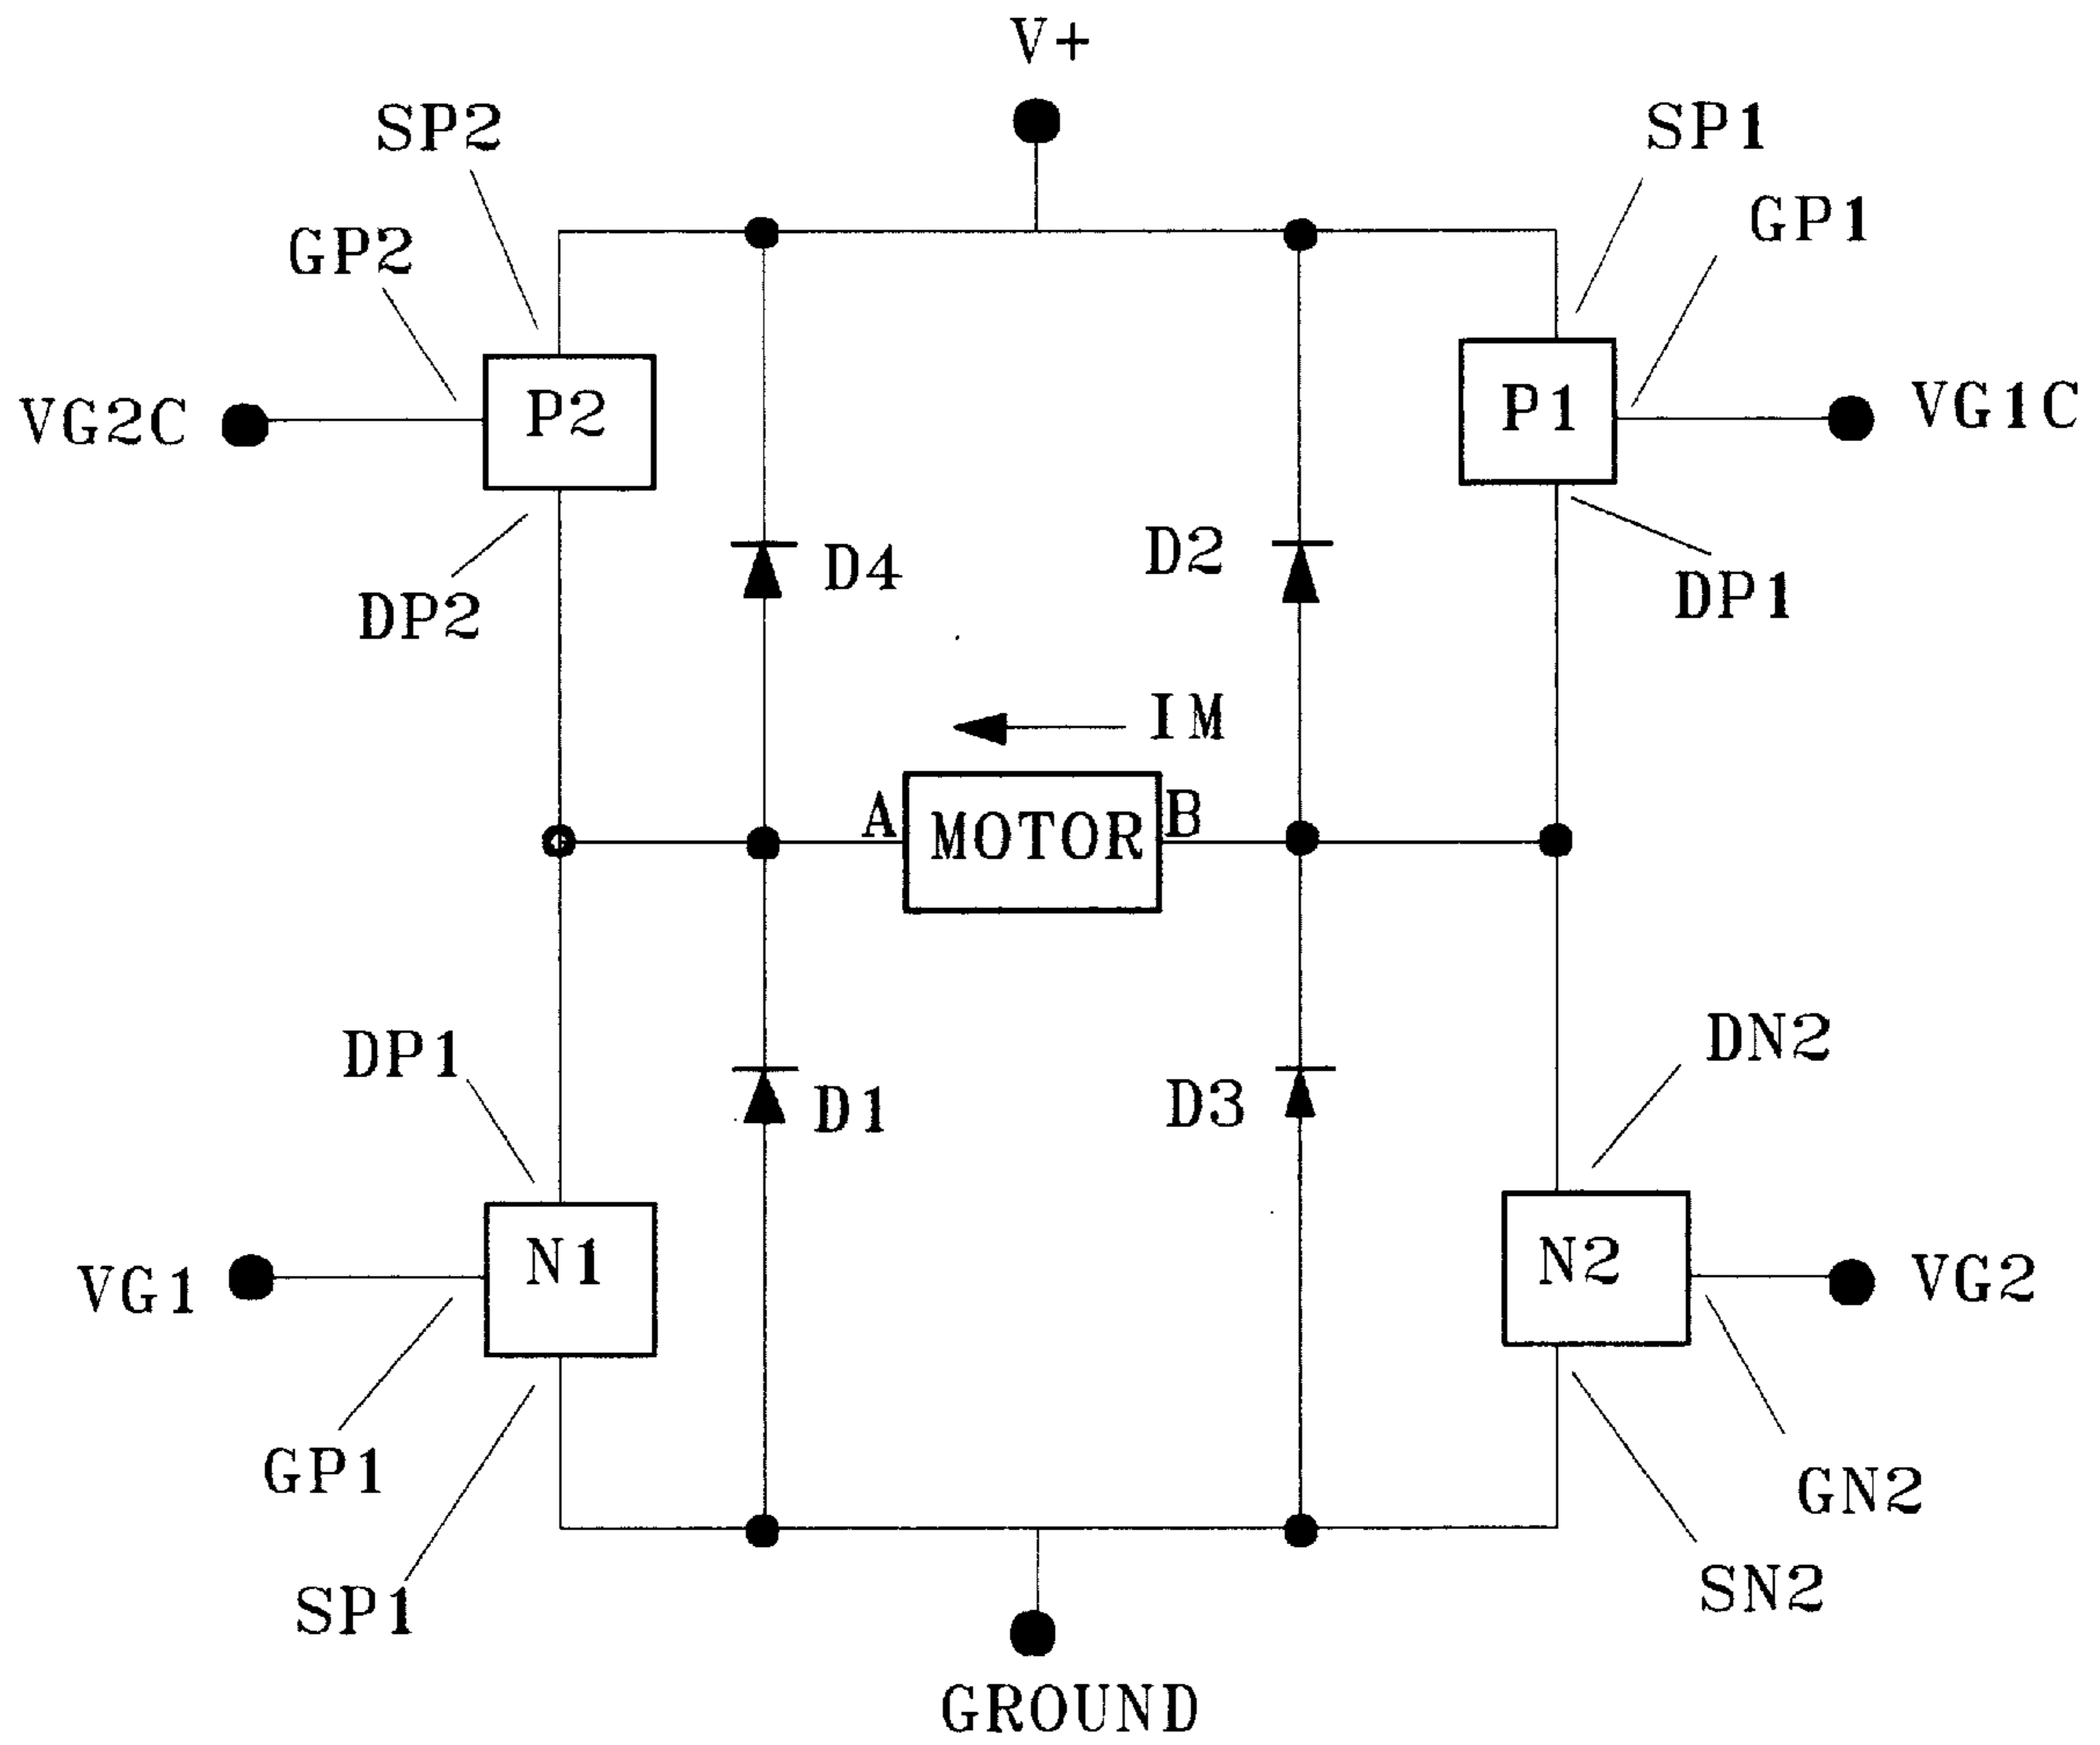 V+
SP2
SP1
GP2
GP1
VG2C
P2
P1
VG1C
D4
D2
DP2
DP1
IM
A
MOTOR
B
DP1
DN2
D1
D3
N1
N2
VG1
VG2
GP1
GN2
SP1
SN2
GROUND